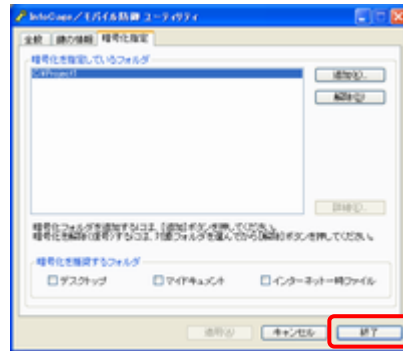 InfoCage/モバイル防御 ユーティリティ
全般 鍵の情報 暗号化指定
暗号化を指定しているフォルダ
C:¥Project1
追加(D)...
解除(U)
詳細(I)...
暗号化フォルダを追加するには、[追加]ボタンを押してください。
暗号化を解除(復号)するには、対象フォルダを選んでから[解除]ボタンを押してください。
暗号化を推奨するフォルダ
デスクトップ マイドキュメント インターネット一時ファイル
適用(A) キャンセル 終了